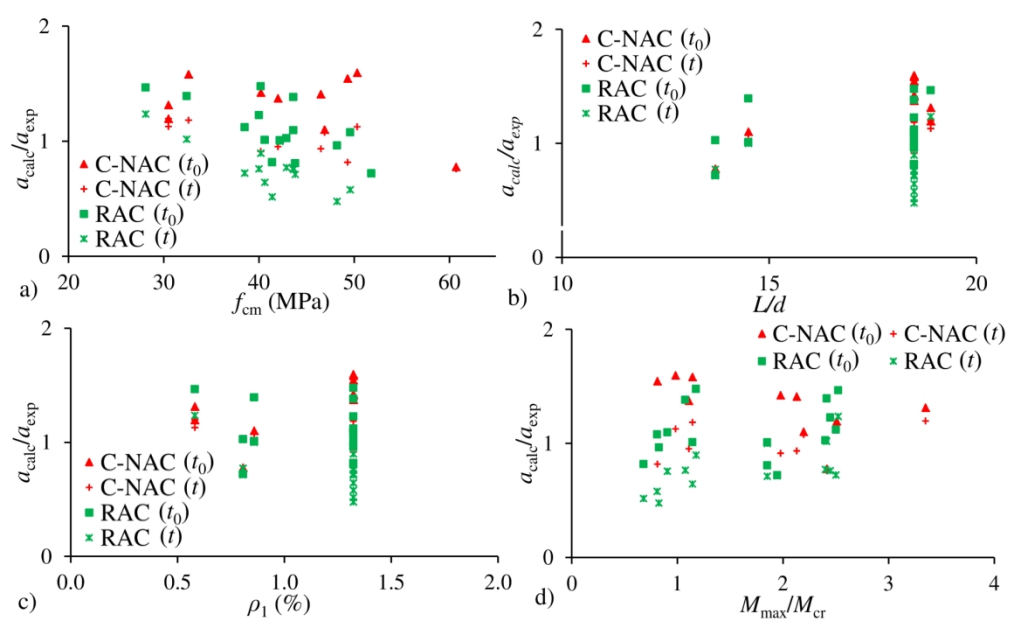 2
1
0
a_calc/a_exp
C-NAC (t₀)
C-NAC (t)
RAC (t₀)
RAC (t)
20 30 40 50 60
a)
f_cm (MPa)
2
1
0
a_calc/a_exp
C-NAC (t₀)
C-NAC (t)
RAC (t₀)
RAC (t)
10 15 20
b)
L/d
2
1
0
a_calc/a_exp
C-NAC (t₀)
C-NAC (t)
RAC (t₀)
RAC (t)
0.0 0.5 1.0 1.5 2.0
c)
ρ₁ (%)
2
1
0
a_calc/a_exp
C-NAC (t₀) C-NAC (t)
RAC (t₀) RAC (t)
0 1 2 3 4
d)
M_max/M_cr